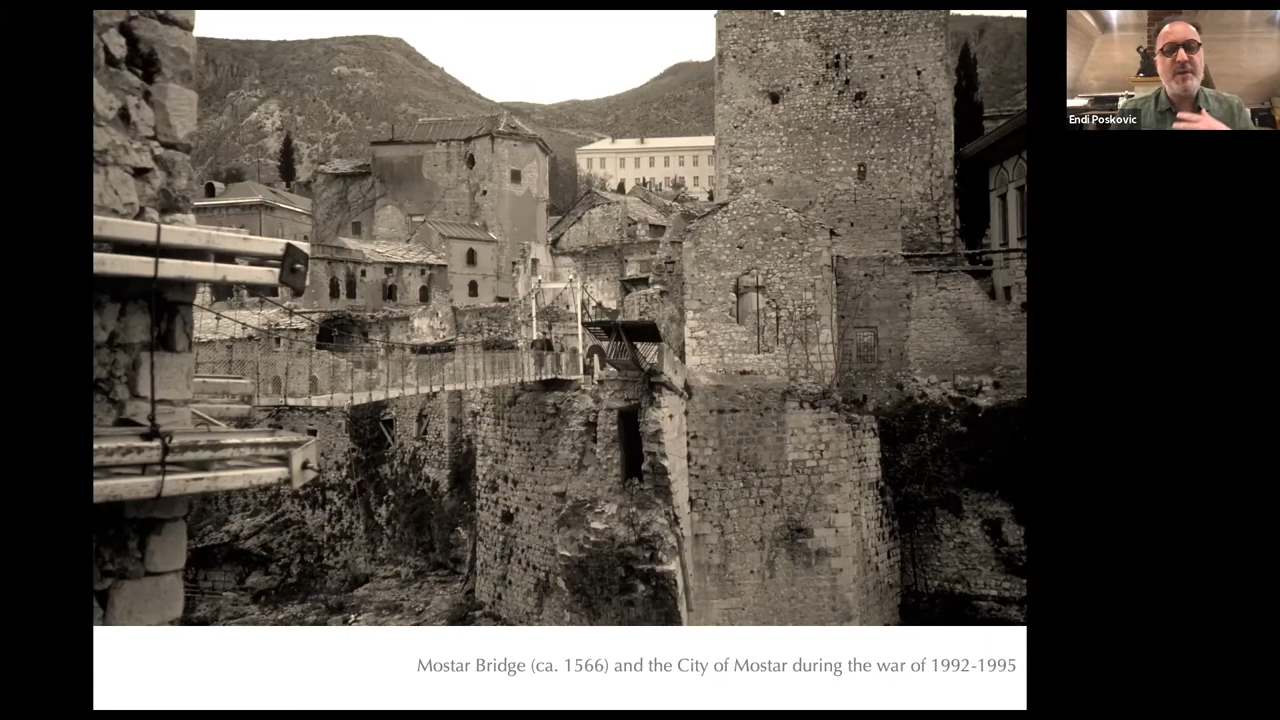 Endi Poskovic
Mostar Bridge (ca. 1566) and the City of Mostar during the war of 1992-1995